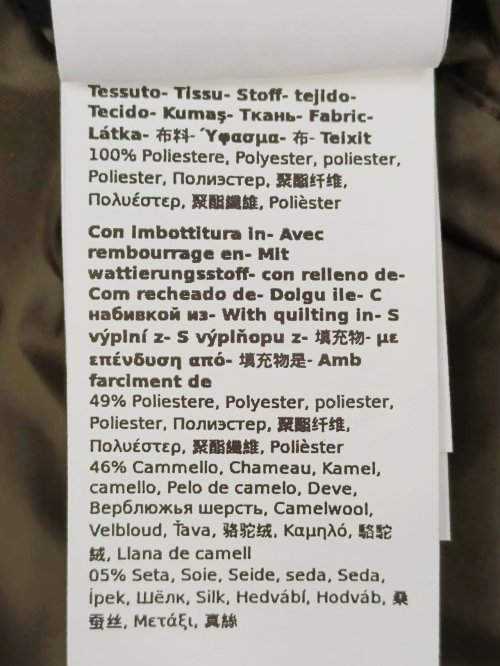 Tessuto- Tissu- Stoff- tejido-
Tecido- Kumaş- Ткань- Fabric-
Látka- 布料- Ύφασμα- 布- Teixit
100% Poliestere, Polyester, poliester,
Poliester, Полиэстер, 聚酯纤维,
Πολυέστερ, 聚酯纖維, Polièster
Con imbottitura in- Avec
rembourrage en- Mit
wattierungsstoff- con relleno de-
Com recheado de- Dolgu ile- С
набивкой из- With quilting in- S
výplní z- S výplňopu z- 填充物- με
επένδυση από- 填充物是- Amb
farciment de
49% Poliestere, Polyester, poliester,
Poliester, Полиэстер, 聚酯纤维,
Πολυέστερ, 聚酯纖維, Polièster
46% Cammello, Chameau, Kamel,
camello, Pelo de camelo, Deve,
Верблюжья шерсть, Camelwool,
Velbloud, Ťava, 骆驼绒, Καμηλό, 駱駝
絨, Llana de camell
05% Seta, Soie, Seide, seda, Seda,
İpek, Шёлк, Silk, Hedvábí, Hodváb, 桑
蚕丝, Μετάξι, 真絲